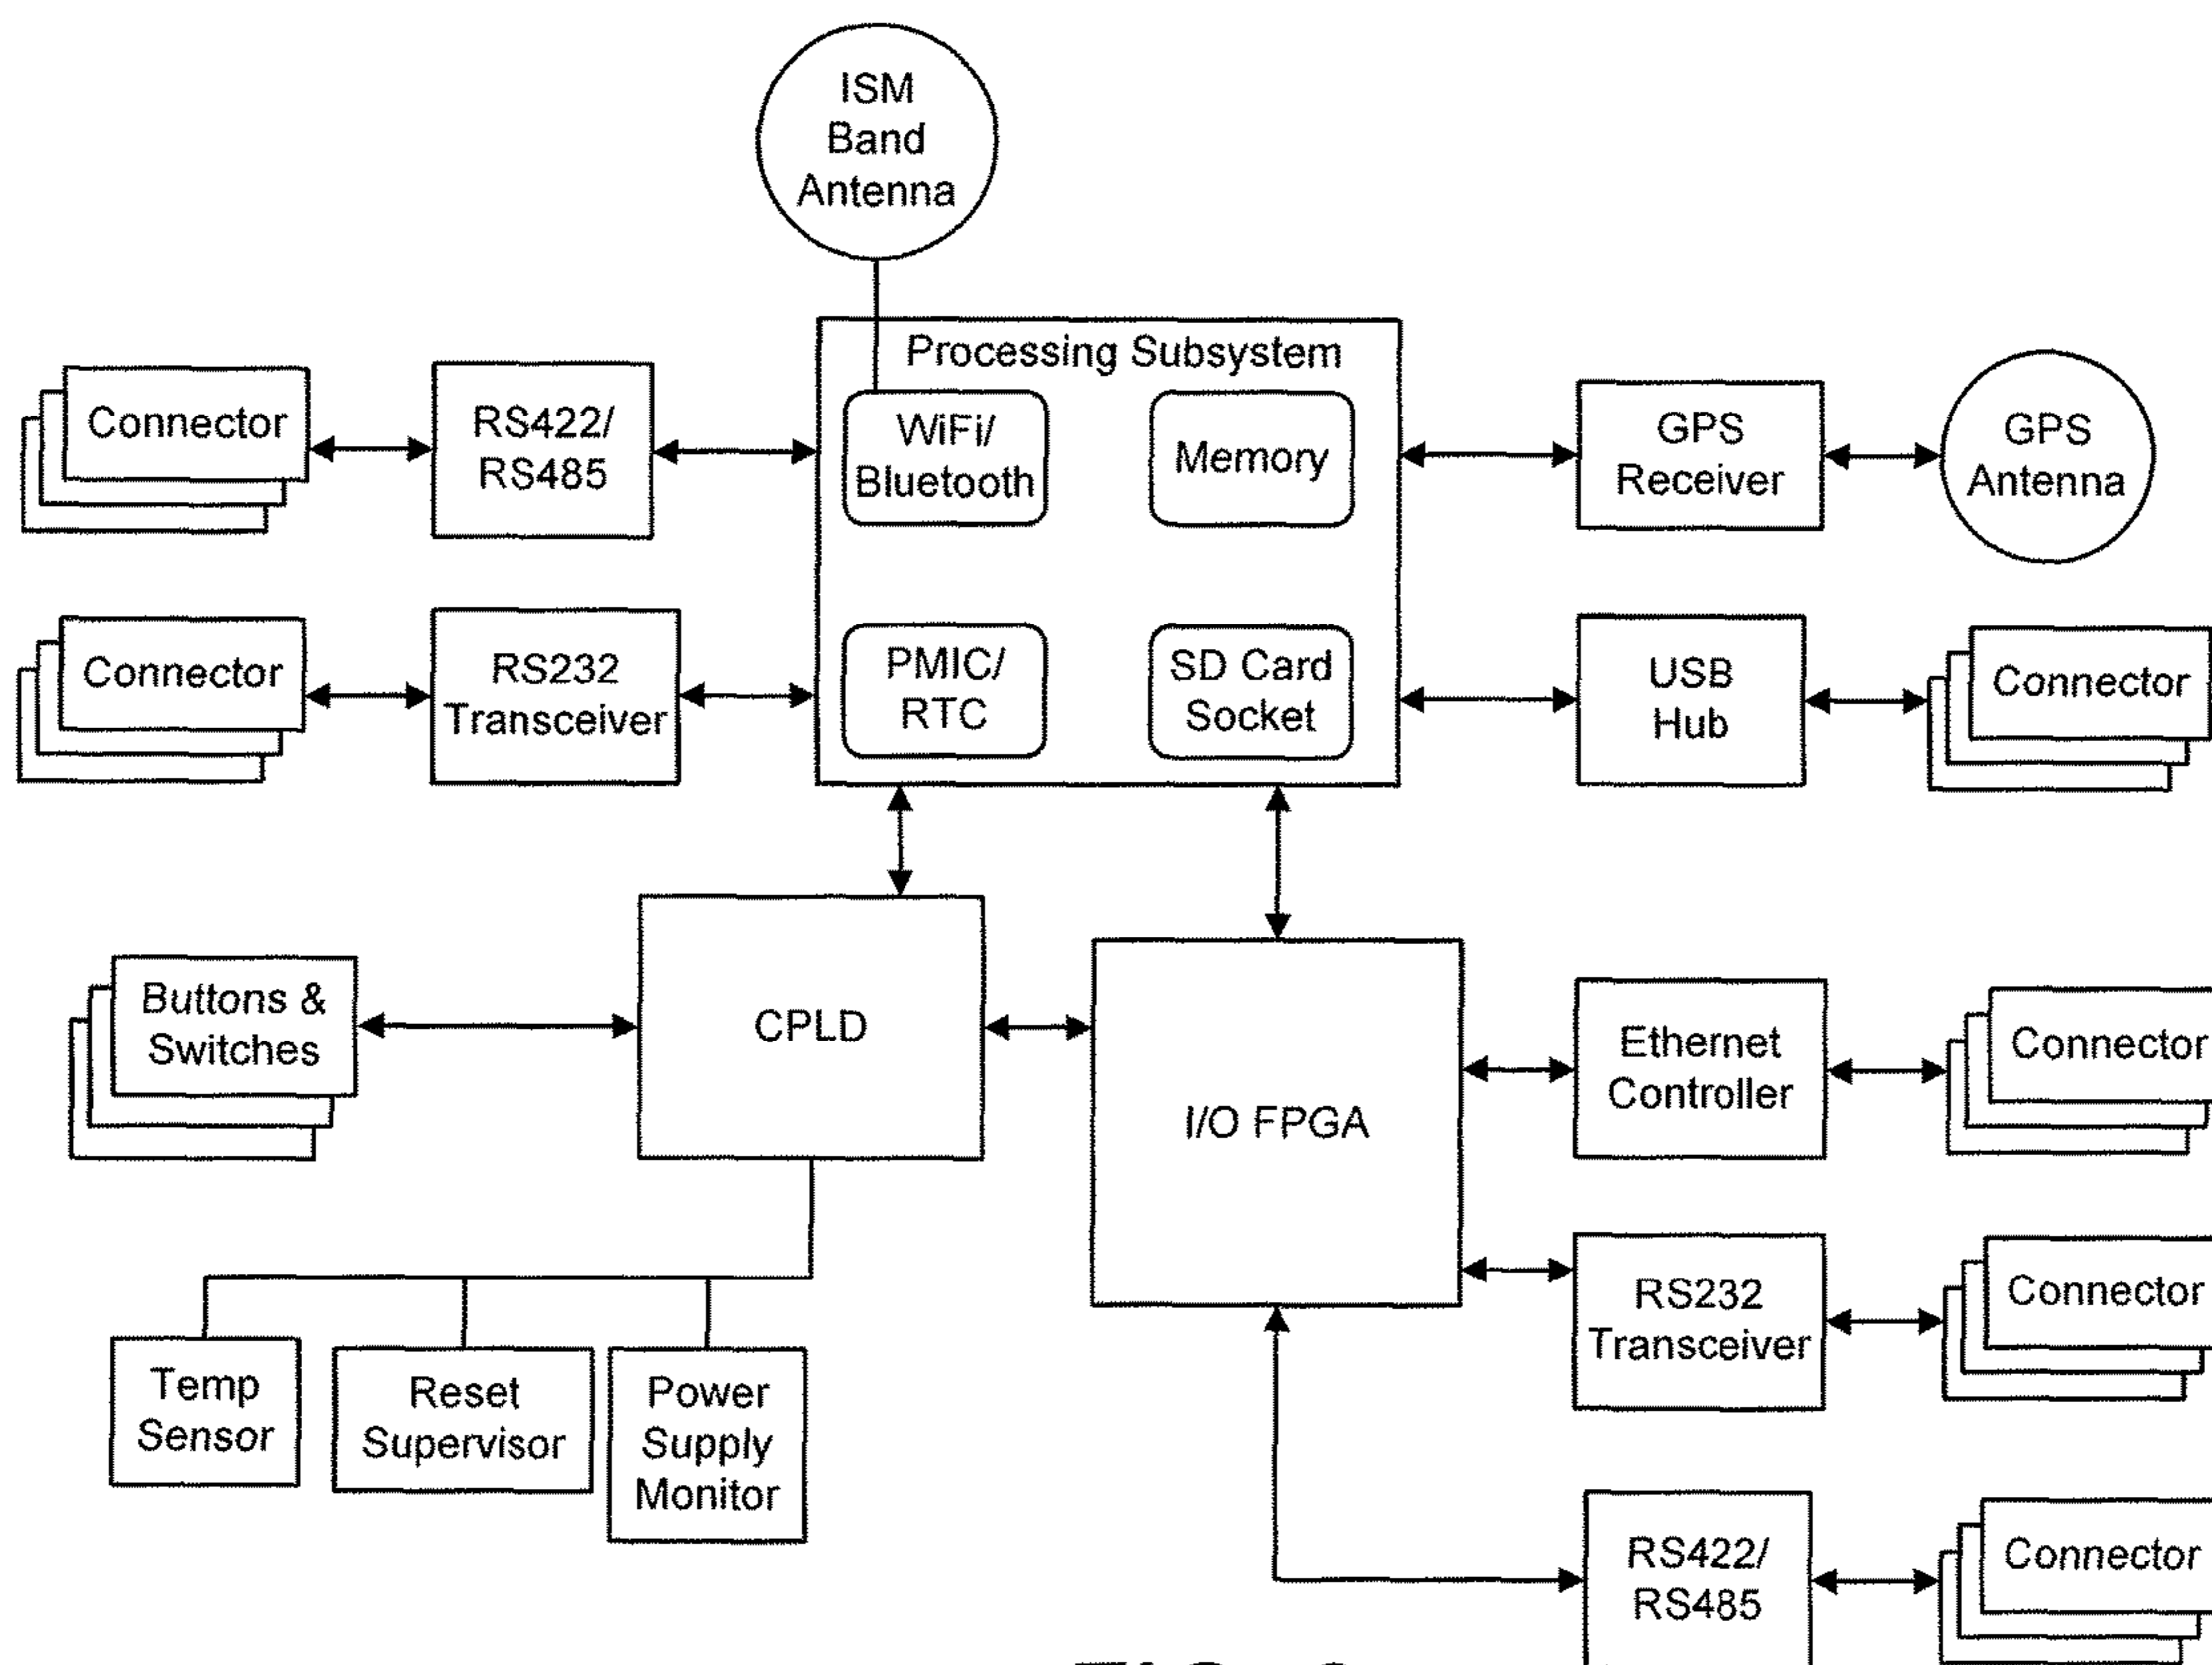 ISM
Band
Antenna
Processing Subsystem
Connector
RS422/
RS485
WiFi/
Bluetooth
Memory
GPS
Receiver
GPS
Antenna
Connector
RS232
Transceiver
PMIC/
RTC
SD Card
Socket
USB
Hub
Connector
Buttons &
Switches
CPLD
I/O FPGA
Ethernet
Controller
Connector
RS232
Transceiver
Connector
Temp
Sensor
Reset
Supervisor
Power
Supply
Monitor
RS422/
RS485
Connector